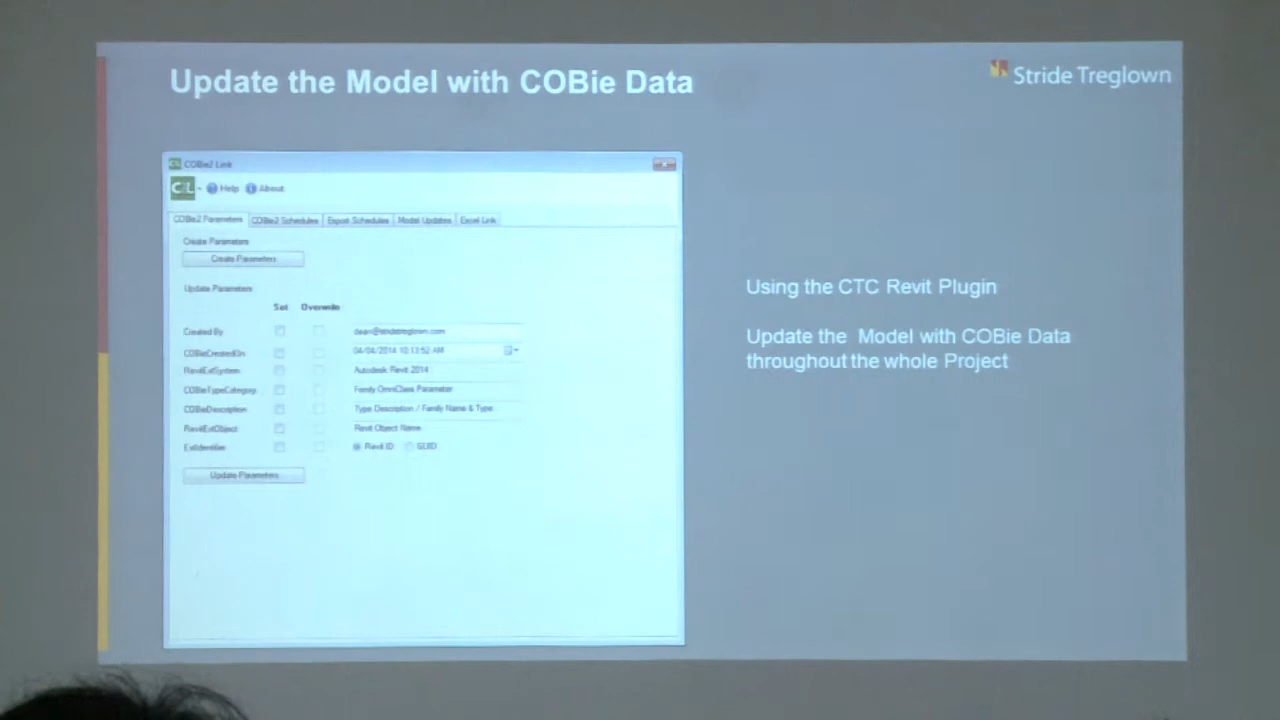 Update the Model with COBie Data
Stride Treglown
COBie2 Link
C2L Help About
COBie2 Parameters COBie2 Schedules Export Schedules Model Updates Excel Link
Create Parameters
Create Parameters
Update Parameters
Set Overwrite
Created By dean@stridetreglown.com
COBieCreatedOn 04/04/2014 10:13:52 AM
RevitExtSystem Autodesk Revit 2014
COBieTypeCategory Family OmniClass Parameter
COBieDescription Type Description / Family Name & Type
RevitExtObject Revit Object Name
ExtIdentifier Revit ID GUID
Update Parameters
Using the CTC Revit Plugin
Update the Model with COBie Data
throughout the whole Project